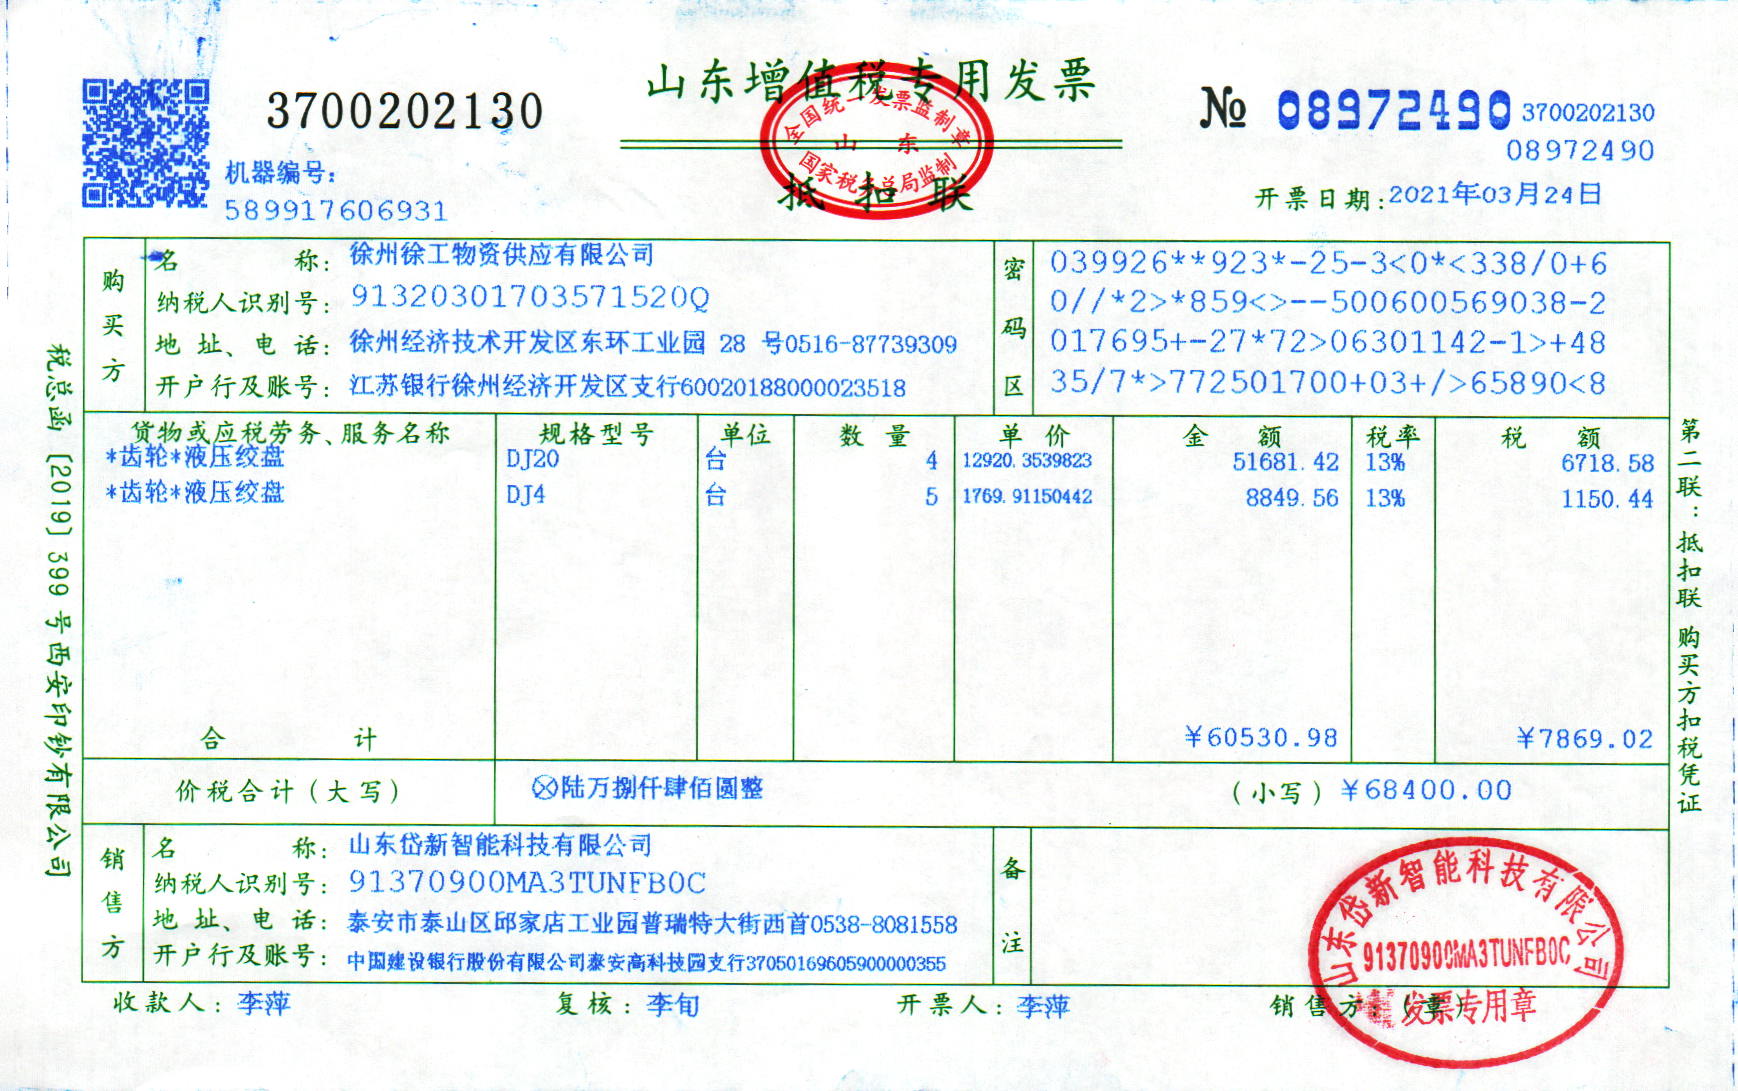 山东增值税专用发票
3700202130
№ 08972490 3700202130
08972490
全国统一发票监制章
山 东
国家税务总局监制
抵扣联
机器编号:
589917606931
开票日期:2021年03月24日
购买方
名 称: 徐州徐工物资供应有限公司
纳税人识别号: 91320301703571520Q
地 址、电 话: 徐州经济技术开发区东环工业园 28 号0516-87739309
开户行及账号: 江苏银行徐州经济开发区支行60020188000023518
密码区
039926**923*-25-3<0*<338/0+6
0//*2>*859<>--500600569038-2
017695+-27*72>06301142-1>+48
35/7*>772501700+03+/>65890<8
货物或应税劳务、服务名称 规格型号 单位 数 量 单 价 金 额 税率 税 额
*齿轮*液压绞盘 DJ20 台 4 12920.3539823 51681.42 13% 6718.58
*齿轮*液压绞盘 DJ4 台 5 1769.91150442 8849.56 13% 1150.44
合 计 ¥60530.98 ¥7869.02
价税合计(大写) ⊗陆万捌仟肆佰圆整 (小写) ¥68400.00
销售方
名 称: 山东岱新智能科技有限公司
纳税人识别号: 91370900MA3TUNFB0C
地 址、电 话: 泰安市泰山区邱家店工业园普瑞特大街西首0538-8081558
开户行及账号: 中国建设银行股份有限公司泰安高科技园支行37050169605900000355
备注
收款人: 李萍 复核: 李旬 开票人: 李萍 销售方:(章)
山东岱新智能科技有限公司
91370900MA3TUNFB0C
发票专用章
税总函〔2019〕399号西安印钞有限公司
第二联:抵扣联 购买方扣税凭证